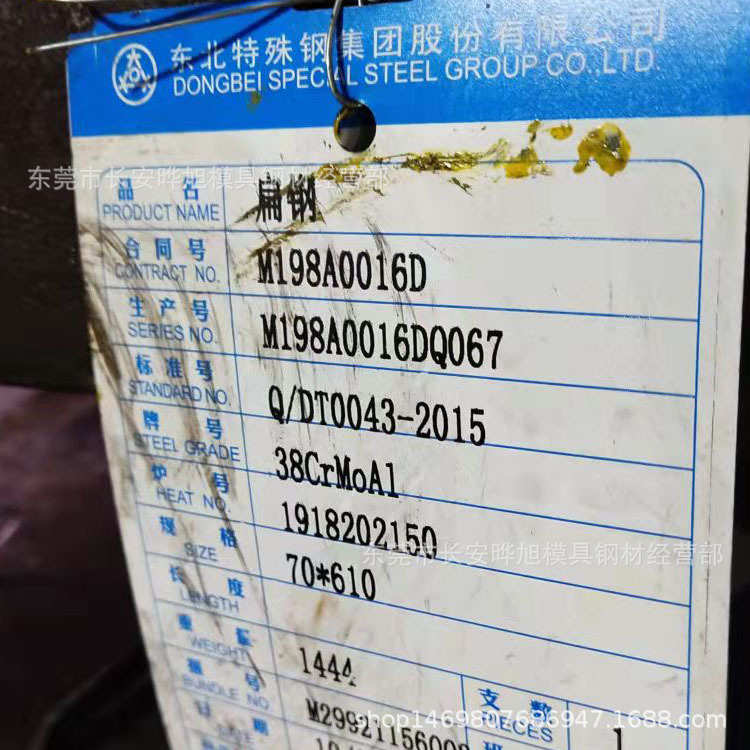 东北特殊钢集团股份有限公司
DONGBEI SPECIAL STEEL GROUP CO.,LTD.
东莞市长安晔旭模具钢材经营部
品 名 扁钢
PRODUCT NAME
合同号 M198A0016D
CONTRACT NO.
生产号 M198A0016DQ067
SERIES NO.
标准号 Q/DT0043-2015
STANDARD NO.
牌 号 38CrMoAl
STEEL GRADE
炉 号 1918202150
HEAT NO.
东莞市长安晔旭模具钢材经营部
规 格 70*610
SIZE
长 度
LENGTH
重 量 1444
WEIGHT
捆 号
BUNDLE NO
支 数 1
PIECES
shop1469807686947.1688.com